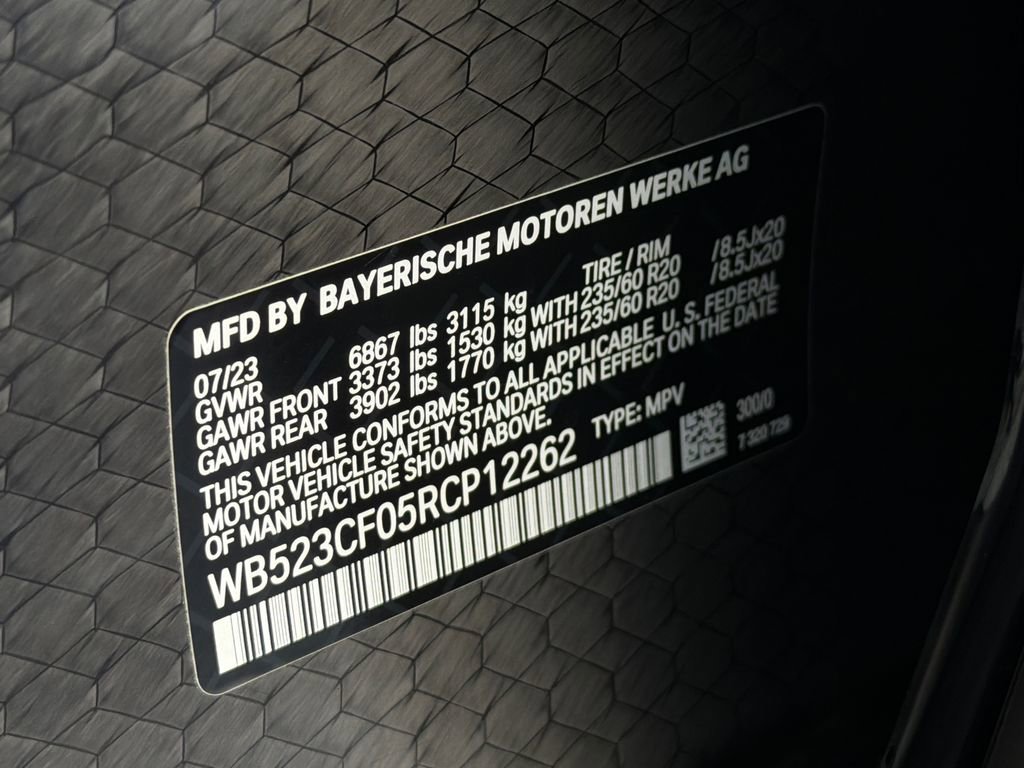 MFD BY BAYERISCHE MOTOREN WERKE AG
07/23 TIRE / RIM
GVWR 6867 lbs 3115 kg
GAWR FRONT 3373 lbs 1530 kg WITH 235/60 R20 /8.5Jx20
GAWR REAR 3902 lbs 1770 kg WITH 235/60 R20 /8.5Jx20
THIS VEHICLE CONFORMS TO ALL APPLICABLE U. S. FEDERAL
MOTOR VEHICLE SAFETY STANDARDS IN EFFECT ON THE DATE
OF MANUFACTURE SHOWN ABOVE.
WB523CF05RCP12262 TYPE: MPV
300/0
7 320 729